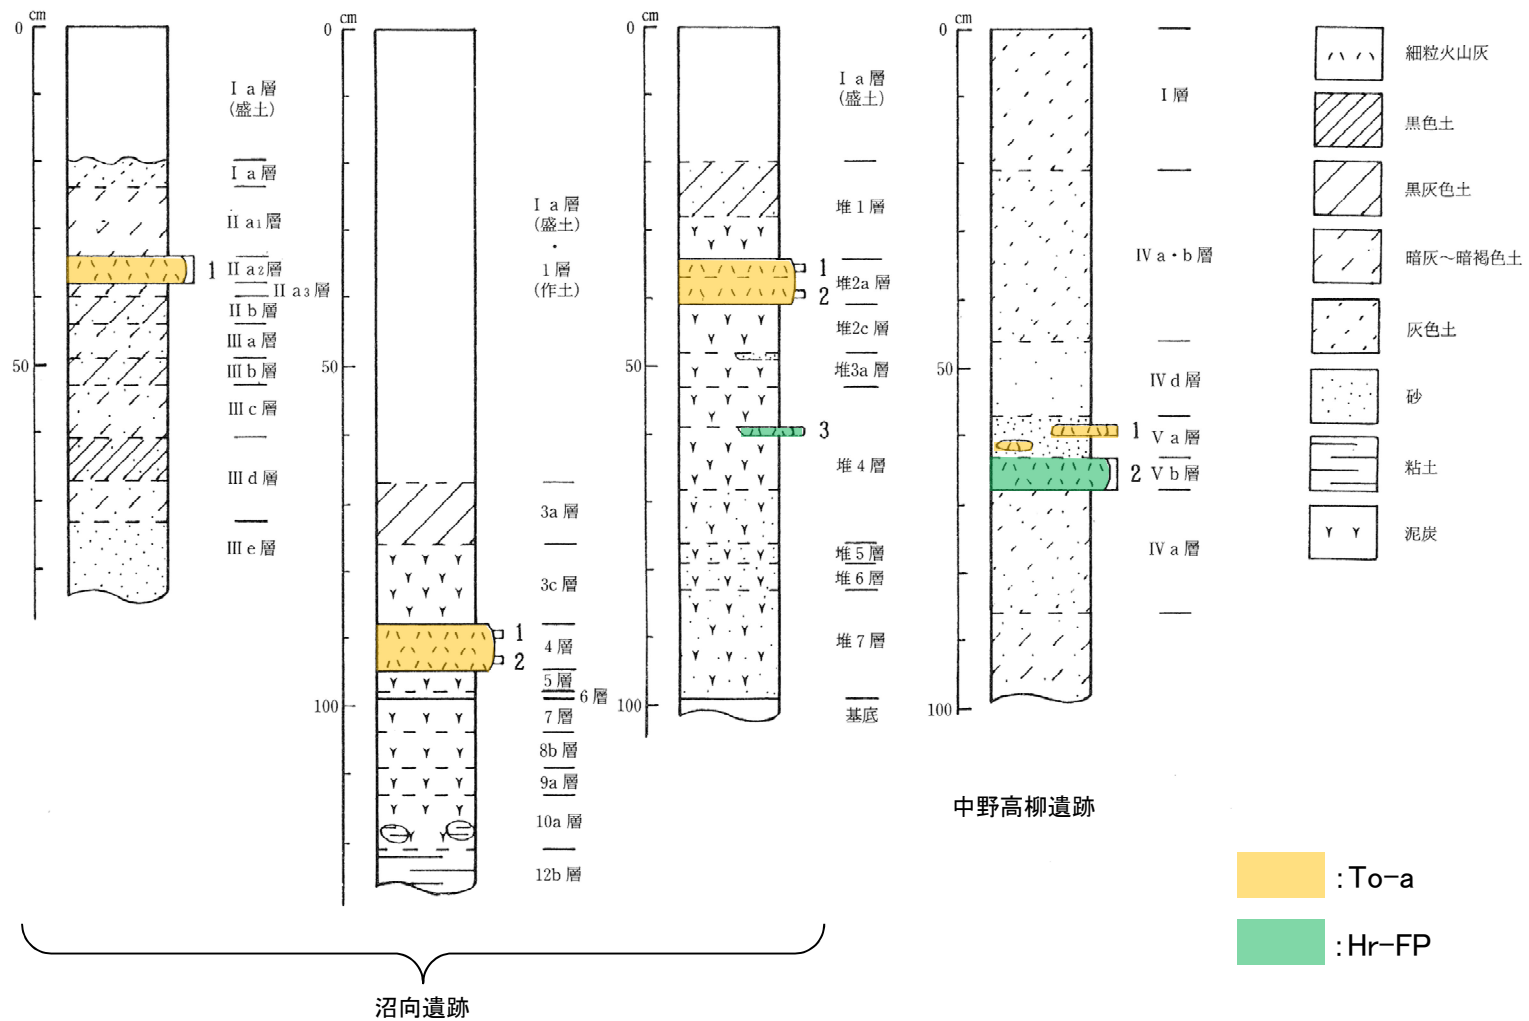 cm
0
50
Ⅰa層
(盛土)
Ⅰa層
Ⅱa1層
1
Ⅱa2層
Ⅱa3層
Ⅱb層
Ⅲa層
Ⅲb層
Ⅲc層
Ⅲd層
Ⅲe層
cm
0
50
100
Ⅰa層
(盛土)
・
1層
(作土)
3a層
3c層
1
4層
2
5層
6層
7層
8b層
9a層
10a層
12b層
cm
0
50
100
Ⅰa層
(盛土)
堆1層
1
堆2a層
2
堆2c層
堆3a層
3
堆4層
堆5層
堆6層
堆7層
基底
沼向遺跡
cm
0
50
100
Ⅰ層
Ⅳa・b層
Ⅳd層
1
Ⅴa層
2
Ⅴb層
Ⅳa層
中野高柳遺跡
細粒火山灰
黒色土
黒灰色土
暗灰～暗褐色土
灰色土
砂
粘土
泥炭
:To-a
:Hr-FP